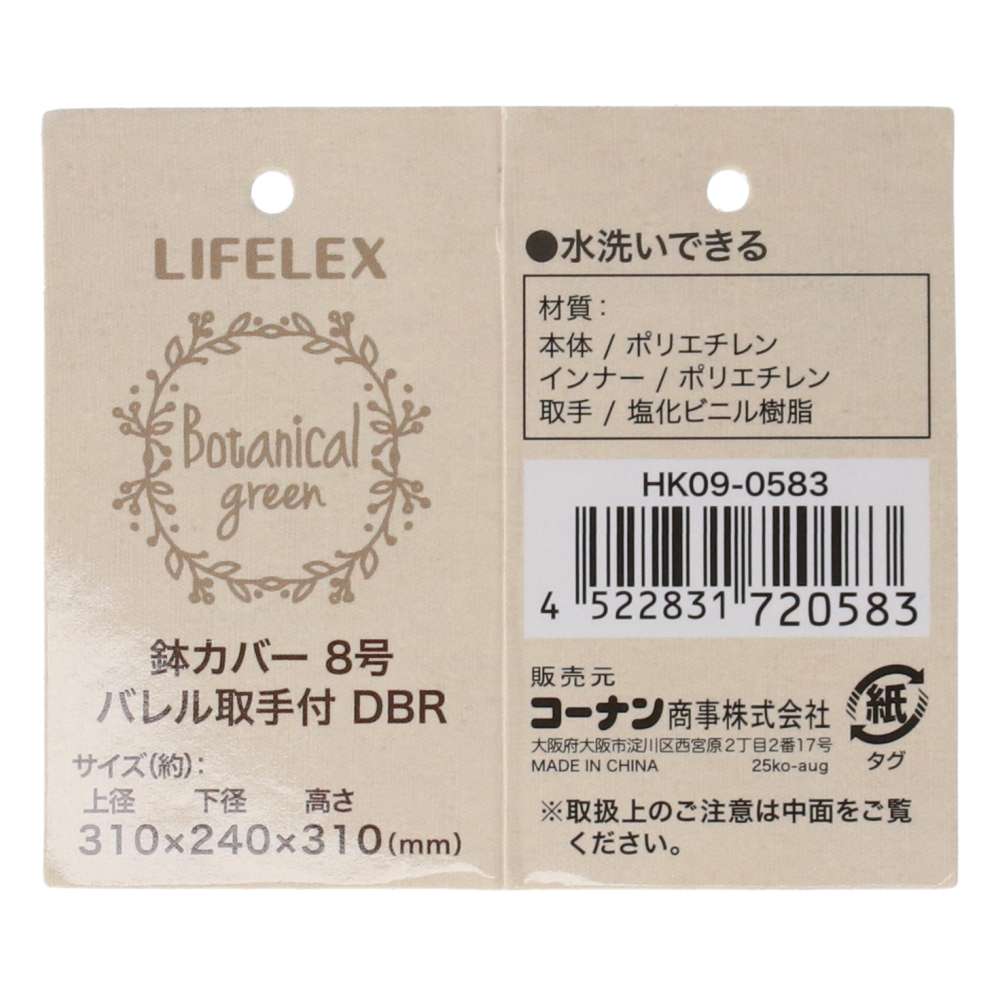 LIFELEX
Botanical
green
鉢カバー 8号
バレル取手付 DBR
サイズ(約):
上径 下径 高さ
310×240×310(mm)
●水洗いできる
材質:
本体 / ポリエチレン
インナー / ポリエチレン
取手 / 塩化ビニル樹脂
HK09-0583
4 522831 720583
販売元
コーナン商事株式会社
大阪府大阪市淀川区西宮原2丁目2番17号
MADE IN CHINA 25ko-aug
紙
タグ
※取扱上のご注意は中面をご覧
ください。